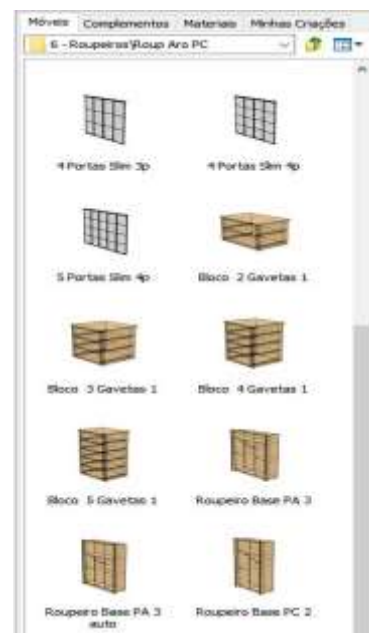 Móveis Complementos Materiais Minhas Criações
6 - Roupeiros\Roup Aro PC
4 Portas Slim 3p 4 Portas Slim 4p
5 Portas Slim 4p Bloco 2 Gavetas 1
Bloco 3 Gavetas 1 Bloco 4 Gavetas 1
Bloco 5 Gavetas 1 Roupeiro Base PA 3
Roupeiro Base PA 3 Roupeiro Base PC 2
auto